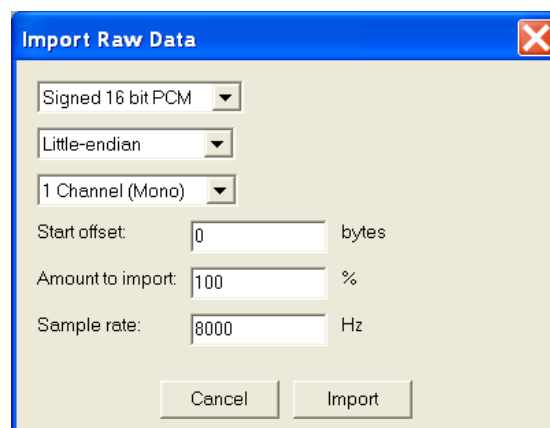 Import Raw Data
Signed 16 bit PCM
Little-endian
1 Channel (Mono)
Start offset: 0 bytes
Amount to import: 100 %
Sample rate: 8000 Hz
Cancel Import